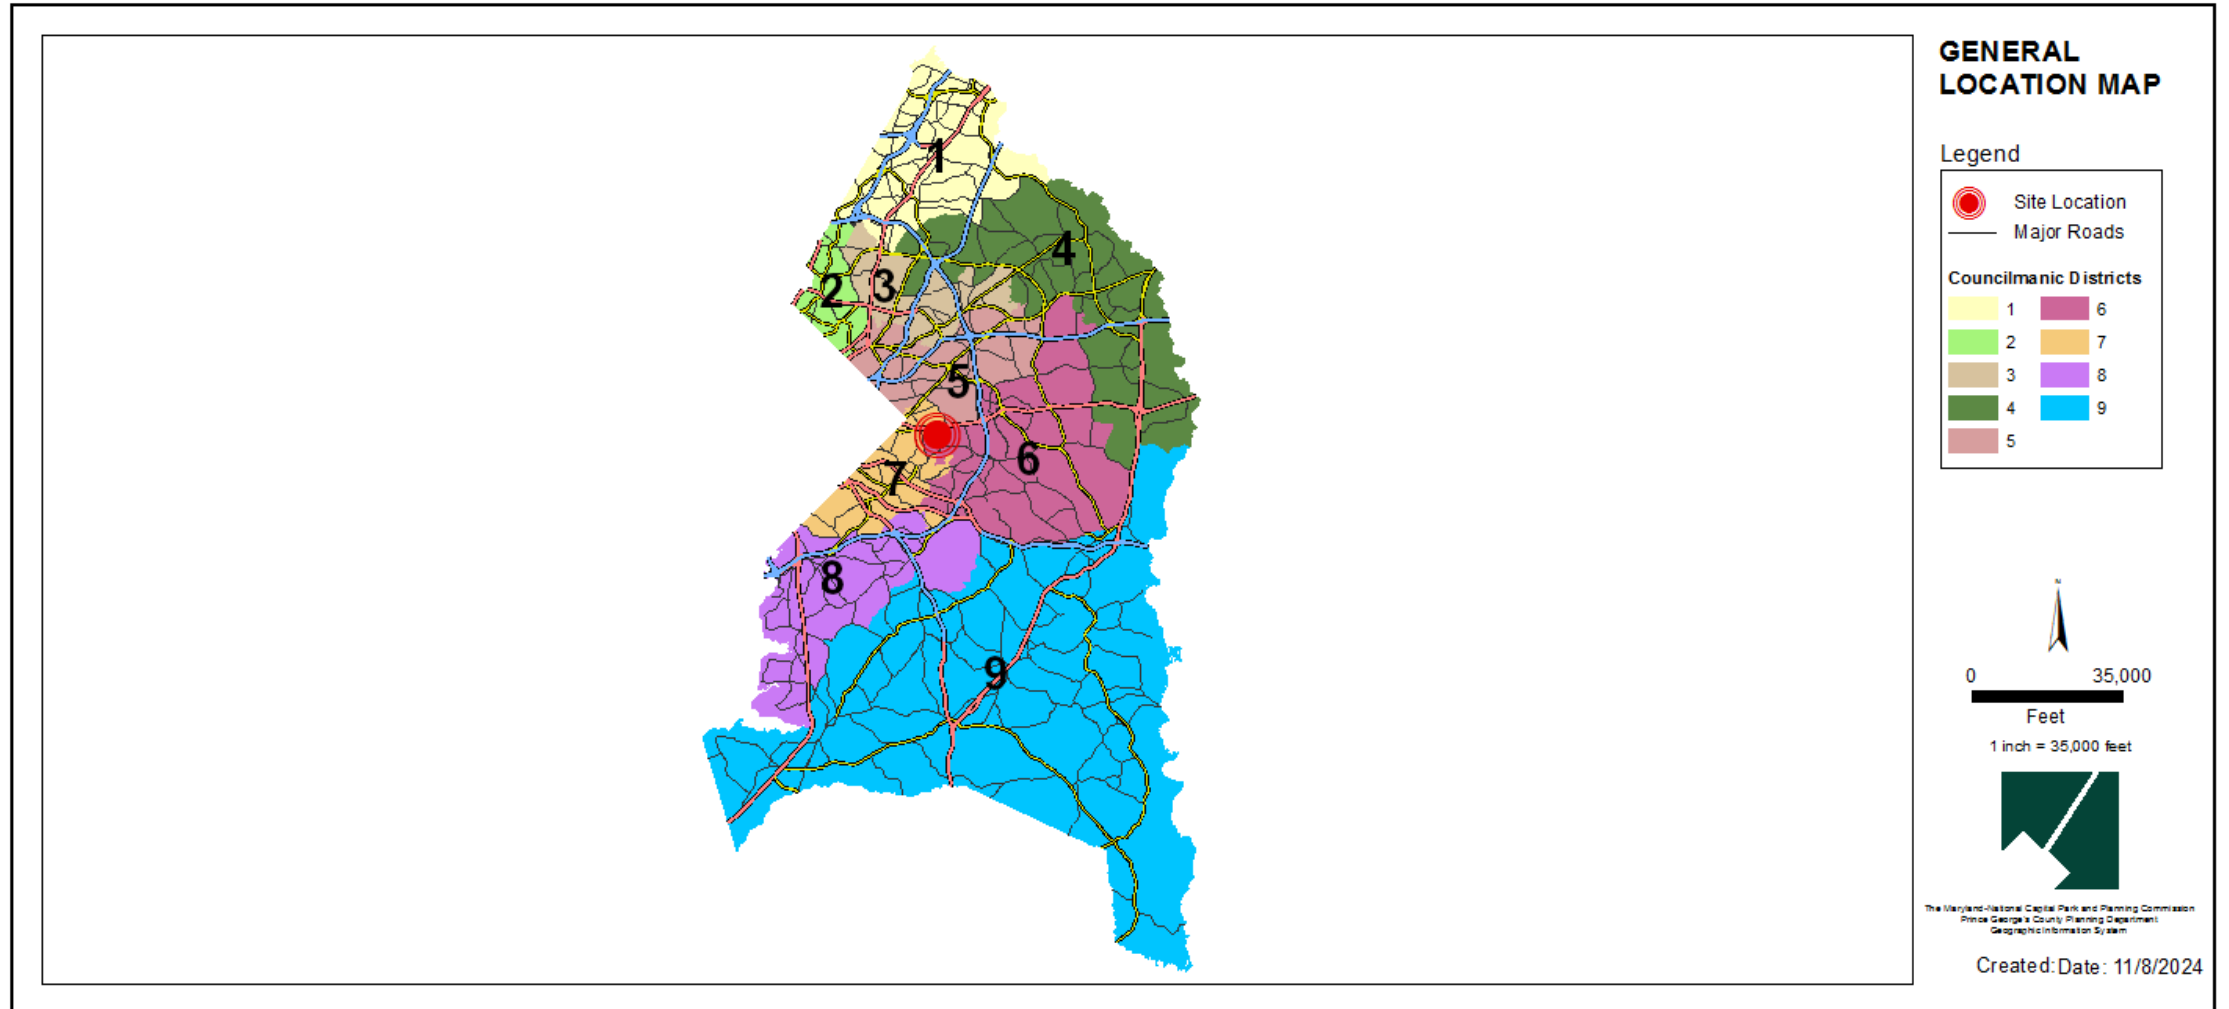 GENERAL
LOCATION MAP
Legend
Site Location
Major Roads
Councilmanic Districts
1 6
2 7
3 8
4 9
5
1
2
3
4
5
6
7
8
9
N
0 35,000
Feet
1 inch = 35,000 feet
The Maryland-National Capital Park and Planning Commission
Prince George's County Planning Department
Geographic Information System
Created: Date: 11/8/2024